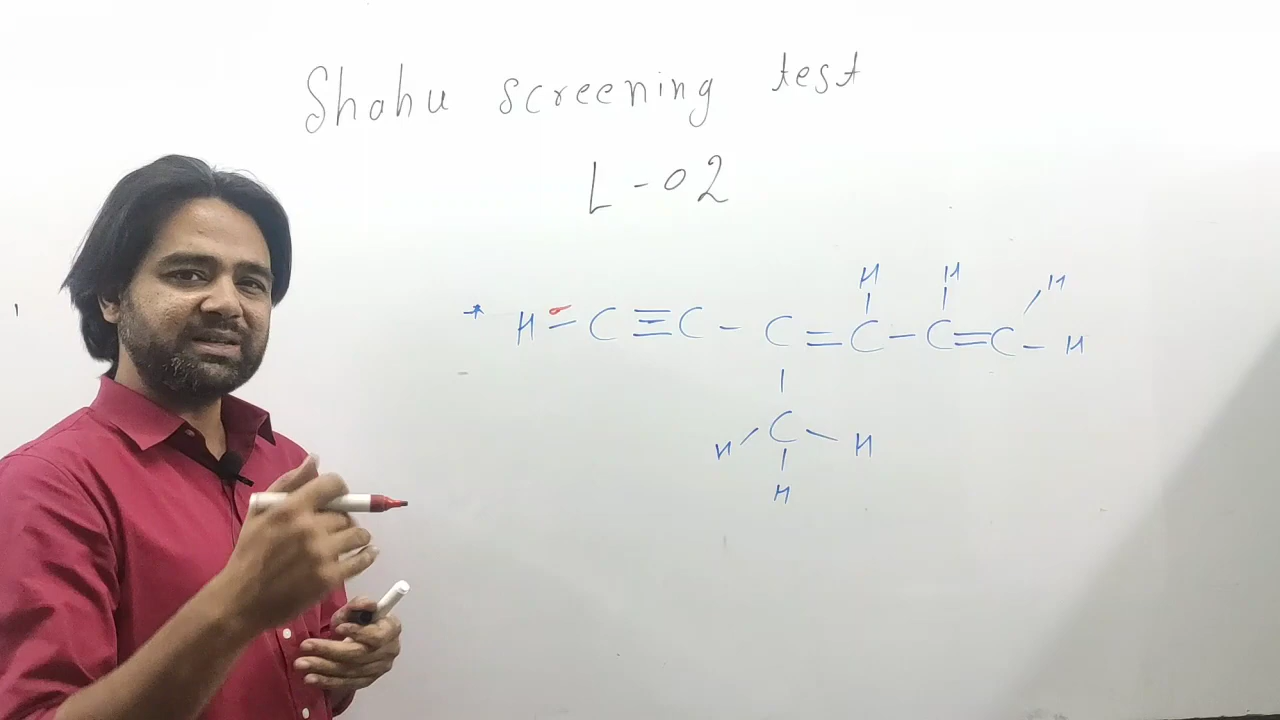 Shahu screening test
L-02
H H H
* H - C ≡ C - C = C - C = C - H
C
H H
H